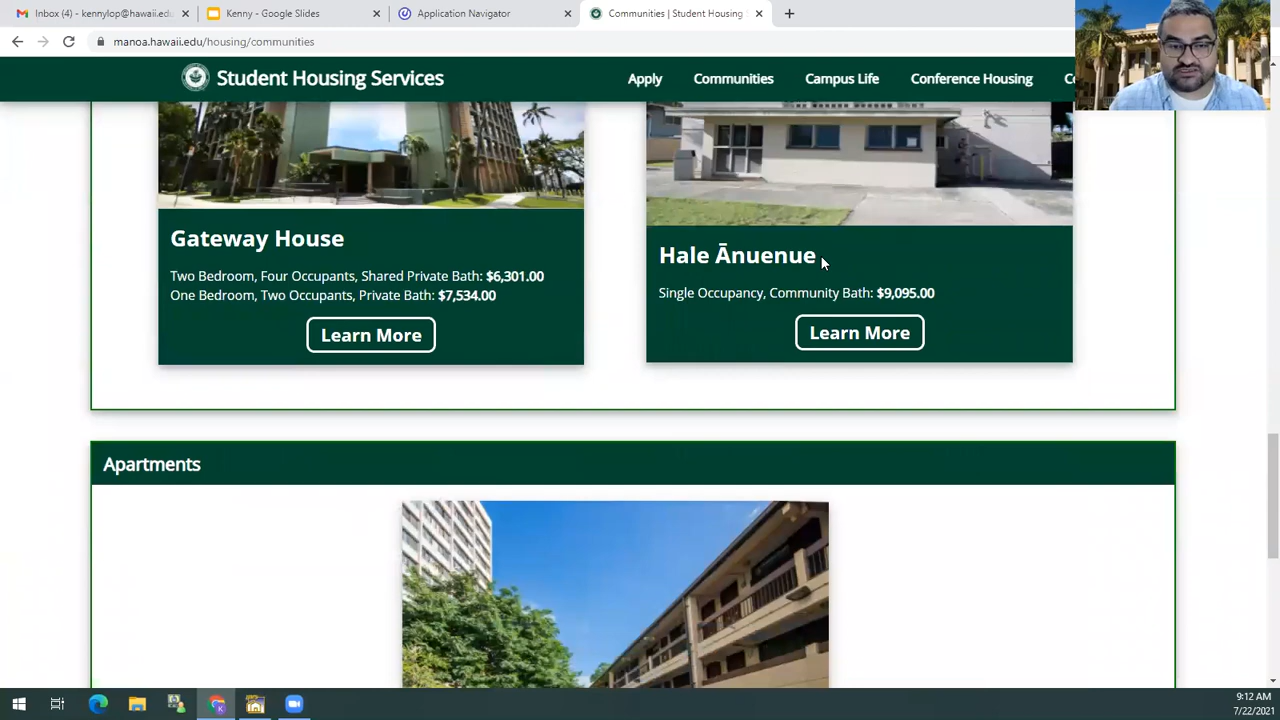 Inbox (4) - kennylop@hawaii.ed
Kenny - Google Slides
Application Navigator
Communities | Student Housing
manoa.hawaii.edu/housing/communities
Student Housing Services
Apply
Communities
Campus Life
Conference Housing
Gateway House
Two Bedroom, Four Occupants, Shared Private Bath: $6,301.00
One Bedroom, Two Occupants, Private Bath: $7,534.00
Learn More
Hale Ānuenue
Single Occupancy, Community Bath: $9,095.00
Learn More
Apartments
9:12 AM
7/22/2021